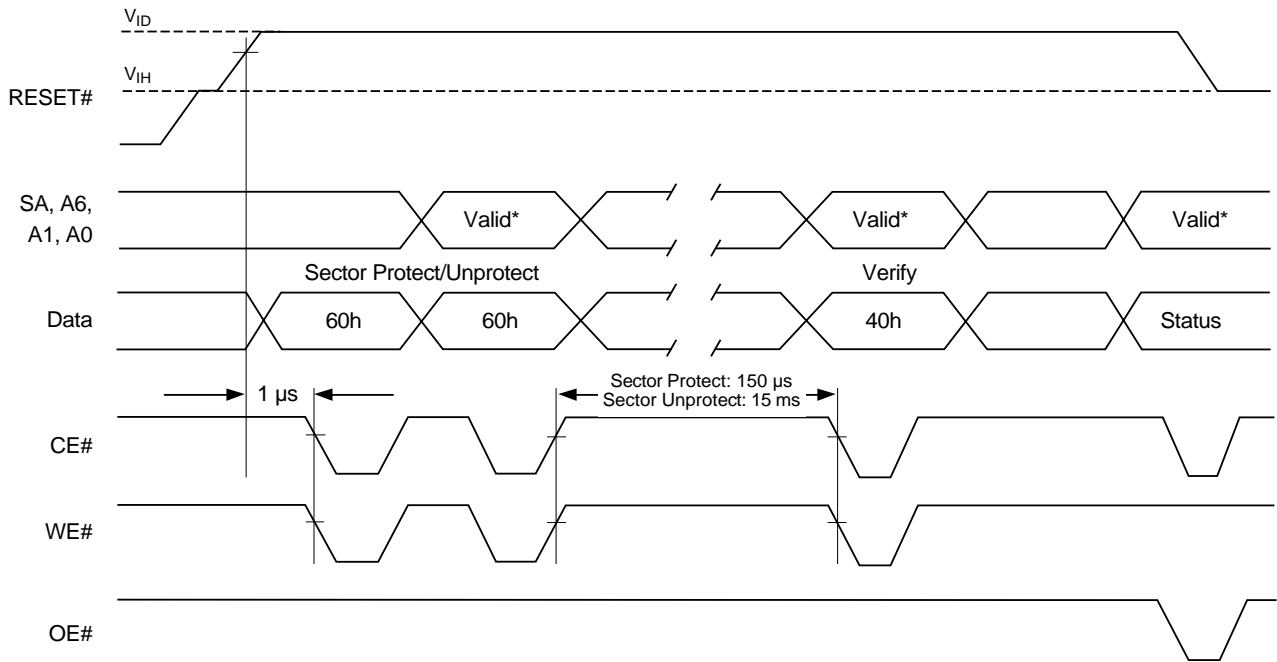 VID
VIH
RESET#
SA, A6,
A1, A0
Valid*
Valid*
Valid*
Sector Protect/Unprotect
Verify
Data
60h
60h
40h
Status
1 µs
Sector Protect: 150 µs
Sector Unprotect: 15 ms
CE#
WE#
OE#